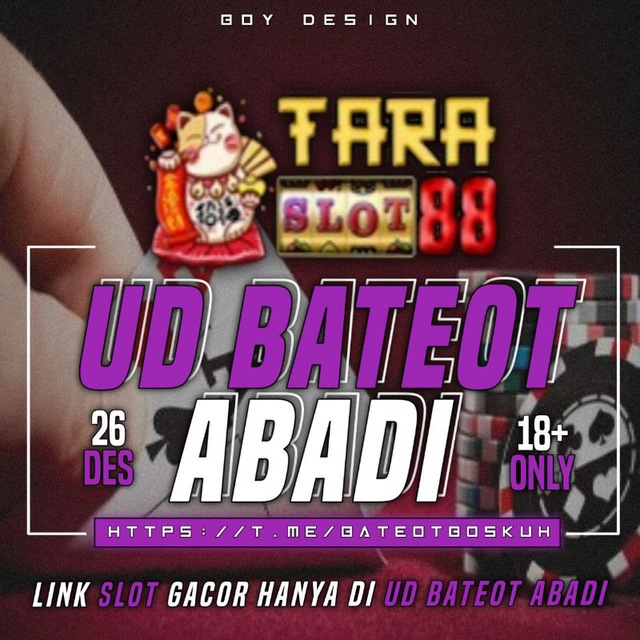 BOY DESIGN
TARA
SLOT 88
UD BATEOT
ABADI
26
DES
18+
ONLY
HTTPS://T.ME/BATEOTBOSKUH
LINK SLOT GACOR HANYA DI UD BATEOT ABADI